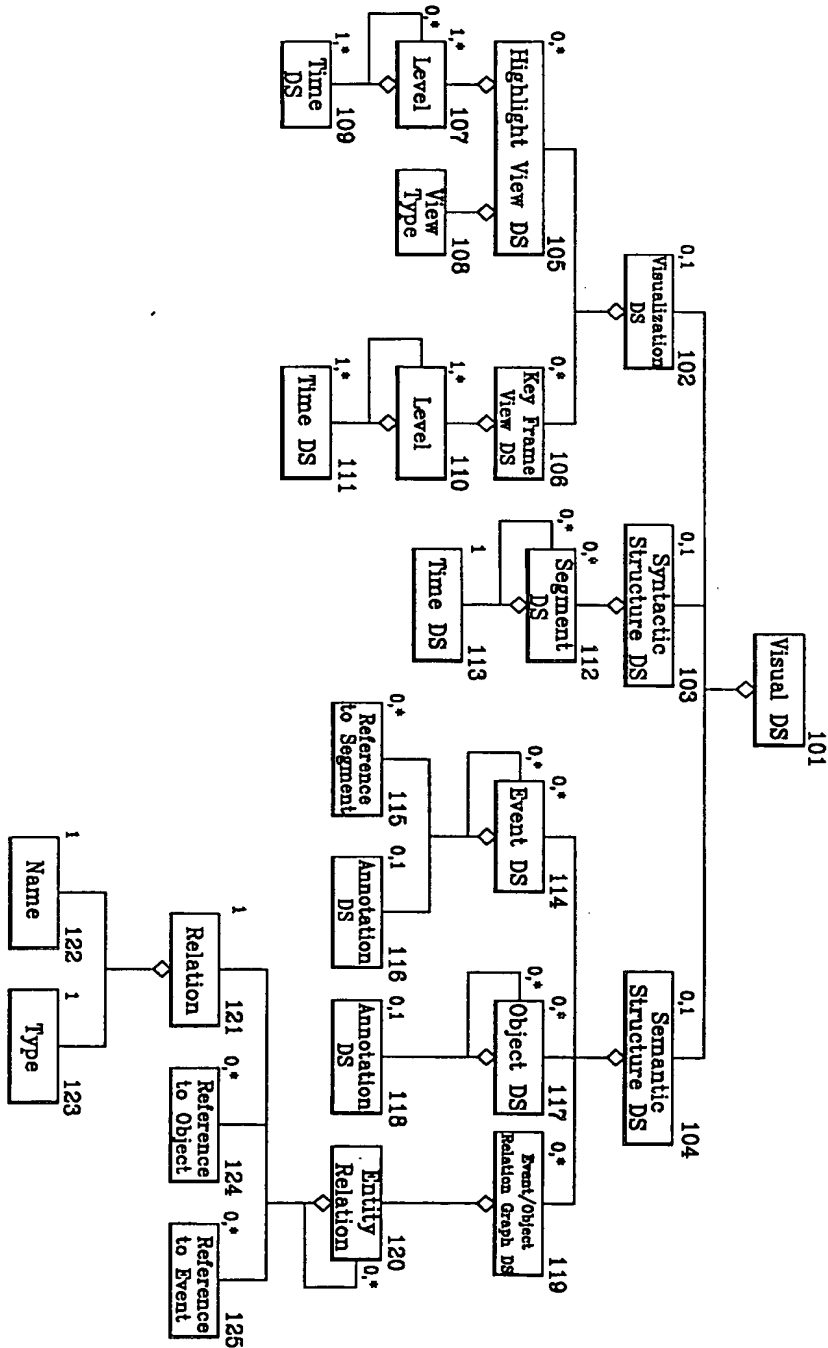 Visual DS
101
0,1
Visualization
DS
102
0,1
Syntactic
Structure DS
103
0,1
Semantic
Structure DS
104
0,*
Highlight View DS
105
0,*
Key Frame
View DS
106
0,*
1,*
Level
107
View
Type
108
1,*
Time
DS
109
1,*
Level
110
1,*
Time DS
111
0,*
0,*
Segment
DS
112
1
Time DS
113
0,*
0,*
Event DS
114
0,*
Reference
to Segment
115
0,1
Annotation
DS
116
0,*
0,*
Object DS
117
0,1
Annotation
DS
118
0,*
Event/Object
Relation Graph DS
119
Entity
Relation
120
0,*
1
Relation
121
1
Name
122
1
Type
123
0,*
Reference
to Object
124
0,*
Reference
to Event
125